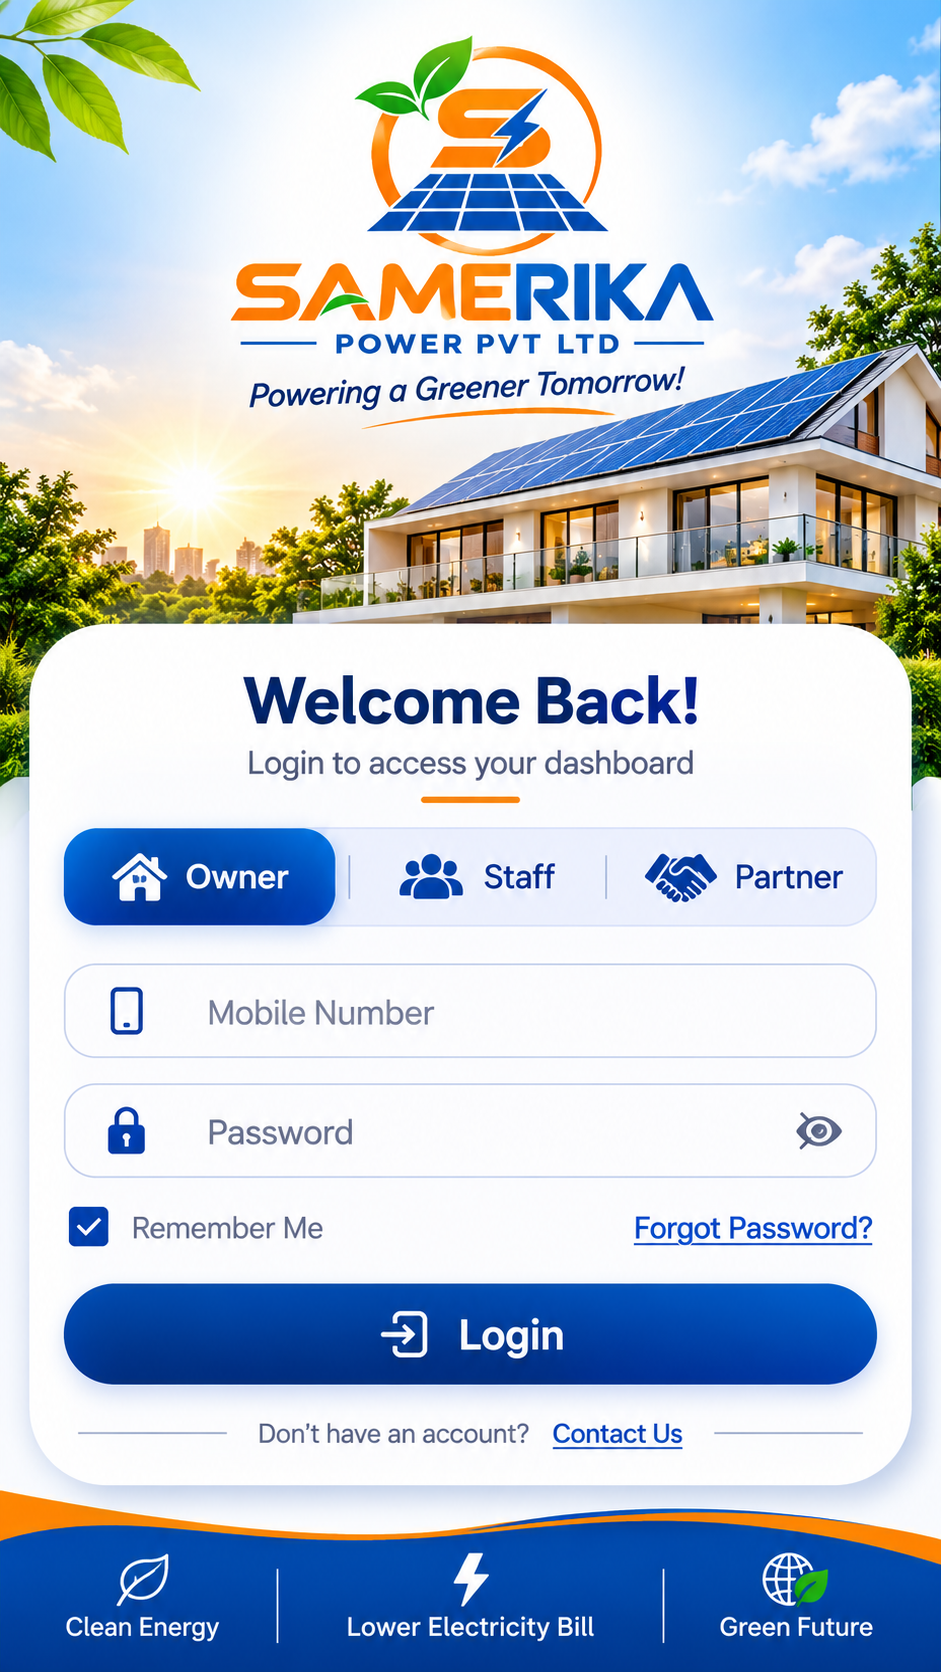 SAMERIKA
POWER PVT LTD
Powering a Greener Tomorrow!
Welcome Back!
Login to access your dashboard
Owner
Staff
Partner
Mobile Number
Password
Remember Me
Forgot Password?
Login
Don't have an account? Contact Us
Clean Energy
Lower Electricity Bill
Green Future